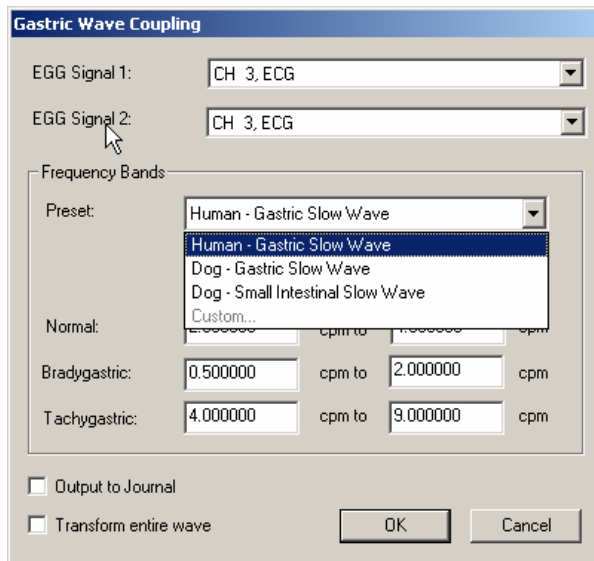 Gastric Wave Coupling
EGG Signal 1: CH 3, ECG
EGG Signal 2: CH 3, ECG
Frequency Bands
Preset: Human - Gastric Slow Wave
Human - Gastric Slow Wave
Dog - Gastric Slow Wave
Dog - Small Intestinal Slow Wave
Custom...
Normal: cpm to cpm
Bradygastric: 0.500000 cpm to 2.000000 cpm
Tachygastric: 4.000000 cpm to 9.000000 cpm
Output to Journal
Transform entire wave OK Cancel